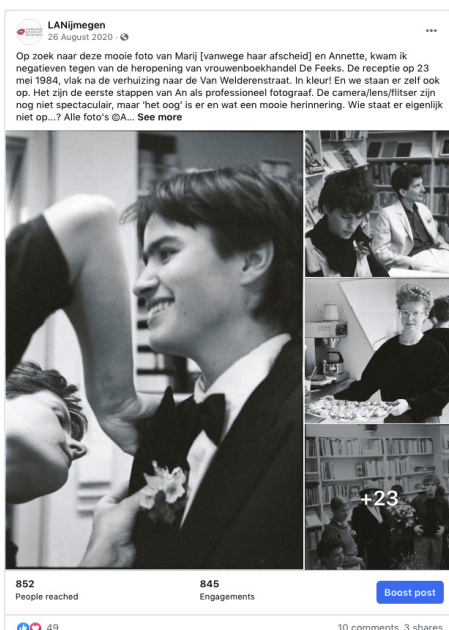 LANijmegen
26 August 2020 ·
Op zoek naar deze mooie foto van Marij [vanwege haar afscheid] en Annette, kwam ik
negatieven tegen van de heropening van vrouwenboekhandel De Feeks. De receptie op 23
mei 1984, vlak na de verhuizing naar de Van Welderenstraat. In kleur! En we staan er zelf ook
op. Het zijn de eerste stappen van An als professioneel fotograaf. De camera/lens/flitser zijn
nog niet spectaculair, maar 'het oog' is er en wat een mooie herinnering. Wie staat er eigenlijk
niet op...? Alle foto's ©A... See more
+23
852
People reached
845
Engagements
Boost post
49
10 comments 3 shares